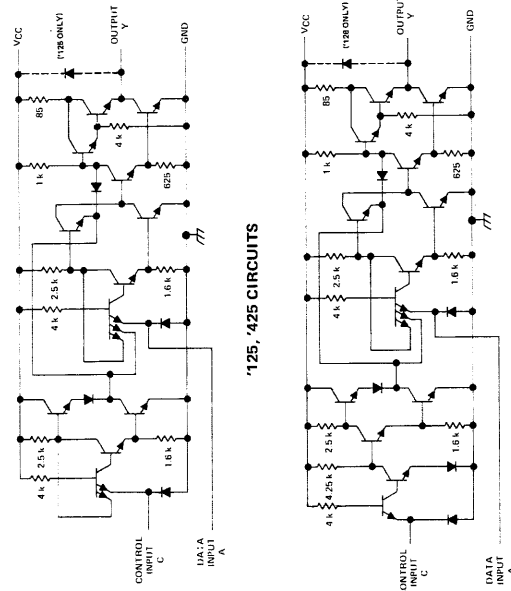 VCC
('125 ONLY)
OUTPUT
Y
GND
85
1 k
4 k
625
2.5 k
4 k
1.6 k
2.5 k
4 k
1.6 k
CONTROL
INPUT
C
DATA
INPUT
A
'125, '425 CIRCUITS
VCC
('126 ONLY)
OUTPUT
Y
GND
85
1 k
4 k
625
2.5 k
4 k
1.6 k
2.5 k
4.25 k
4 k
1.6 k
ONTROL
INPUT
C
DATA
INPUT
A